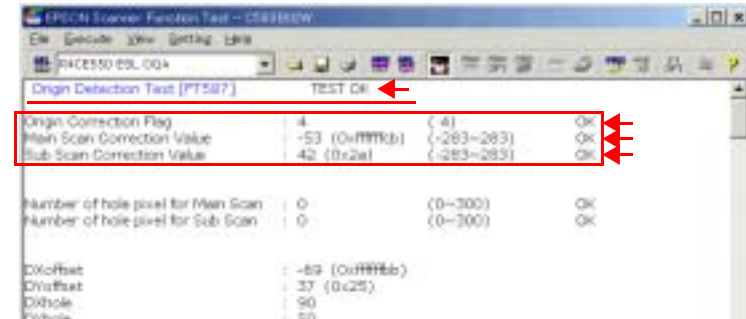 EPSON Scanner Function Test -
File Execute View Setting Help
Origin Detection Test [PT587] TEST OK
Origin Correction Flag : 4 ( 4) OK
Main Scan Correction Value : -53 (0xffffffcb) (-283~283) OK
Sub Scan Correction Value : 42 (0x2a) (-283~283) OK
Number of hole pixel for Main Scan : 0 (0~300) OK
Number of hole pixel for Sub Scan : 0 (0~300) OK
DXoffset : -69 (0xffffffbb)
DYoffset : 37 (0x25)
DXhole : 90
DYhole : 50